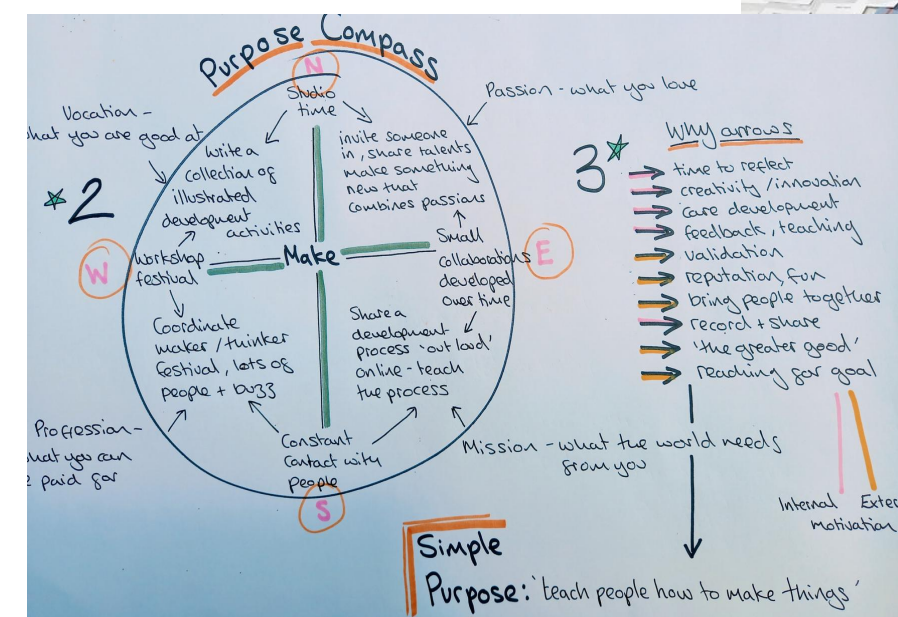 Purpose Compass
N
Studio
time
Passion - what you love
Vocation -
hat you are good at
*2
write a
collection of
illustrated
development
activities
invite someone
in, share talents
make something
new that
combines passions
W
workshop
festival
Make
Small
collaborations
developed
over time
E
Coordinate
maker / thinker
festival, lots of
people + buzz
Share a
development
process 'out loud'
online - teach
the process
Profession -
hat you can
paid for
Constant
Contact with
people
S
Mission - what the world needs
from you
3*
Why arrows
time to reflect
creativity / innovation
care development
feedback, teaching
validation
reputation, fun
bring people together
record + share
'the greater good'
reaching for goal
Internal Exter
motivation
Simple
Purpose: 'teach people how to make things'